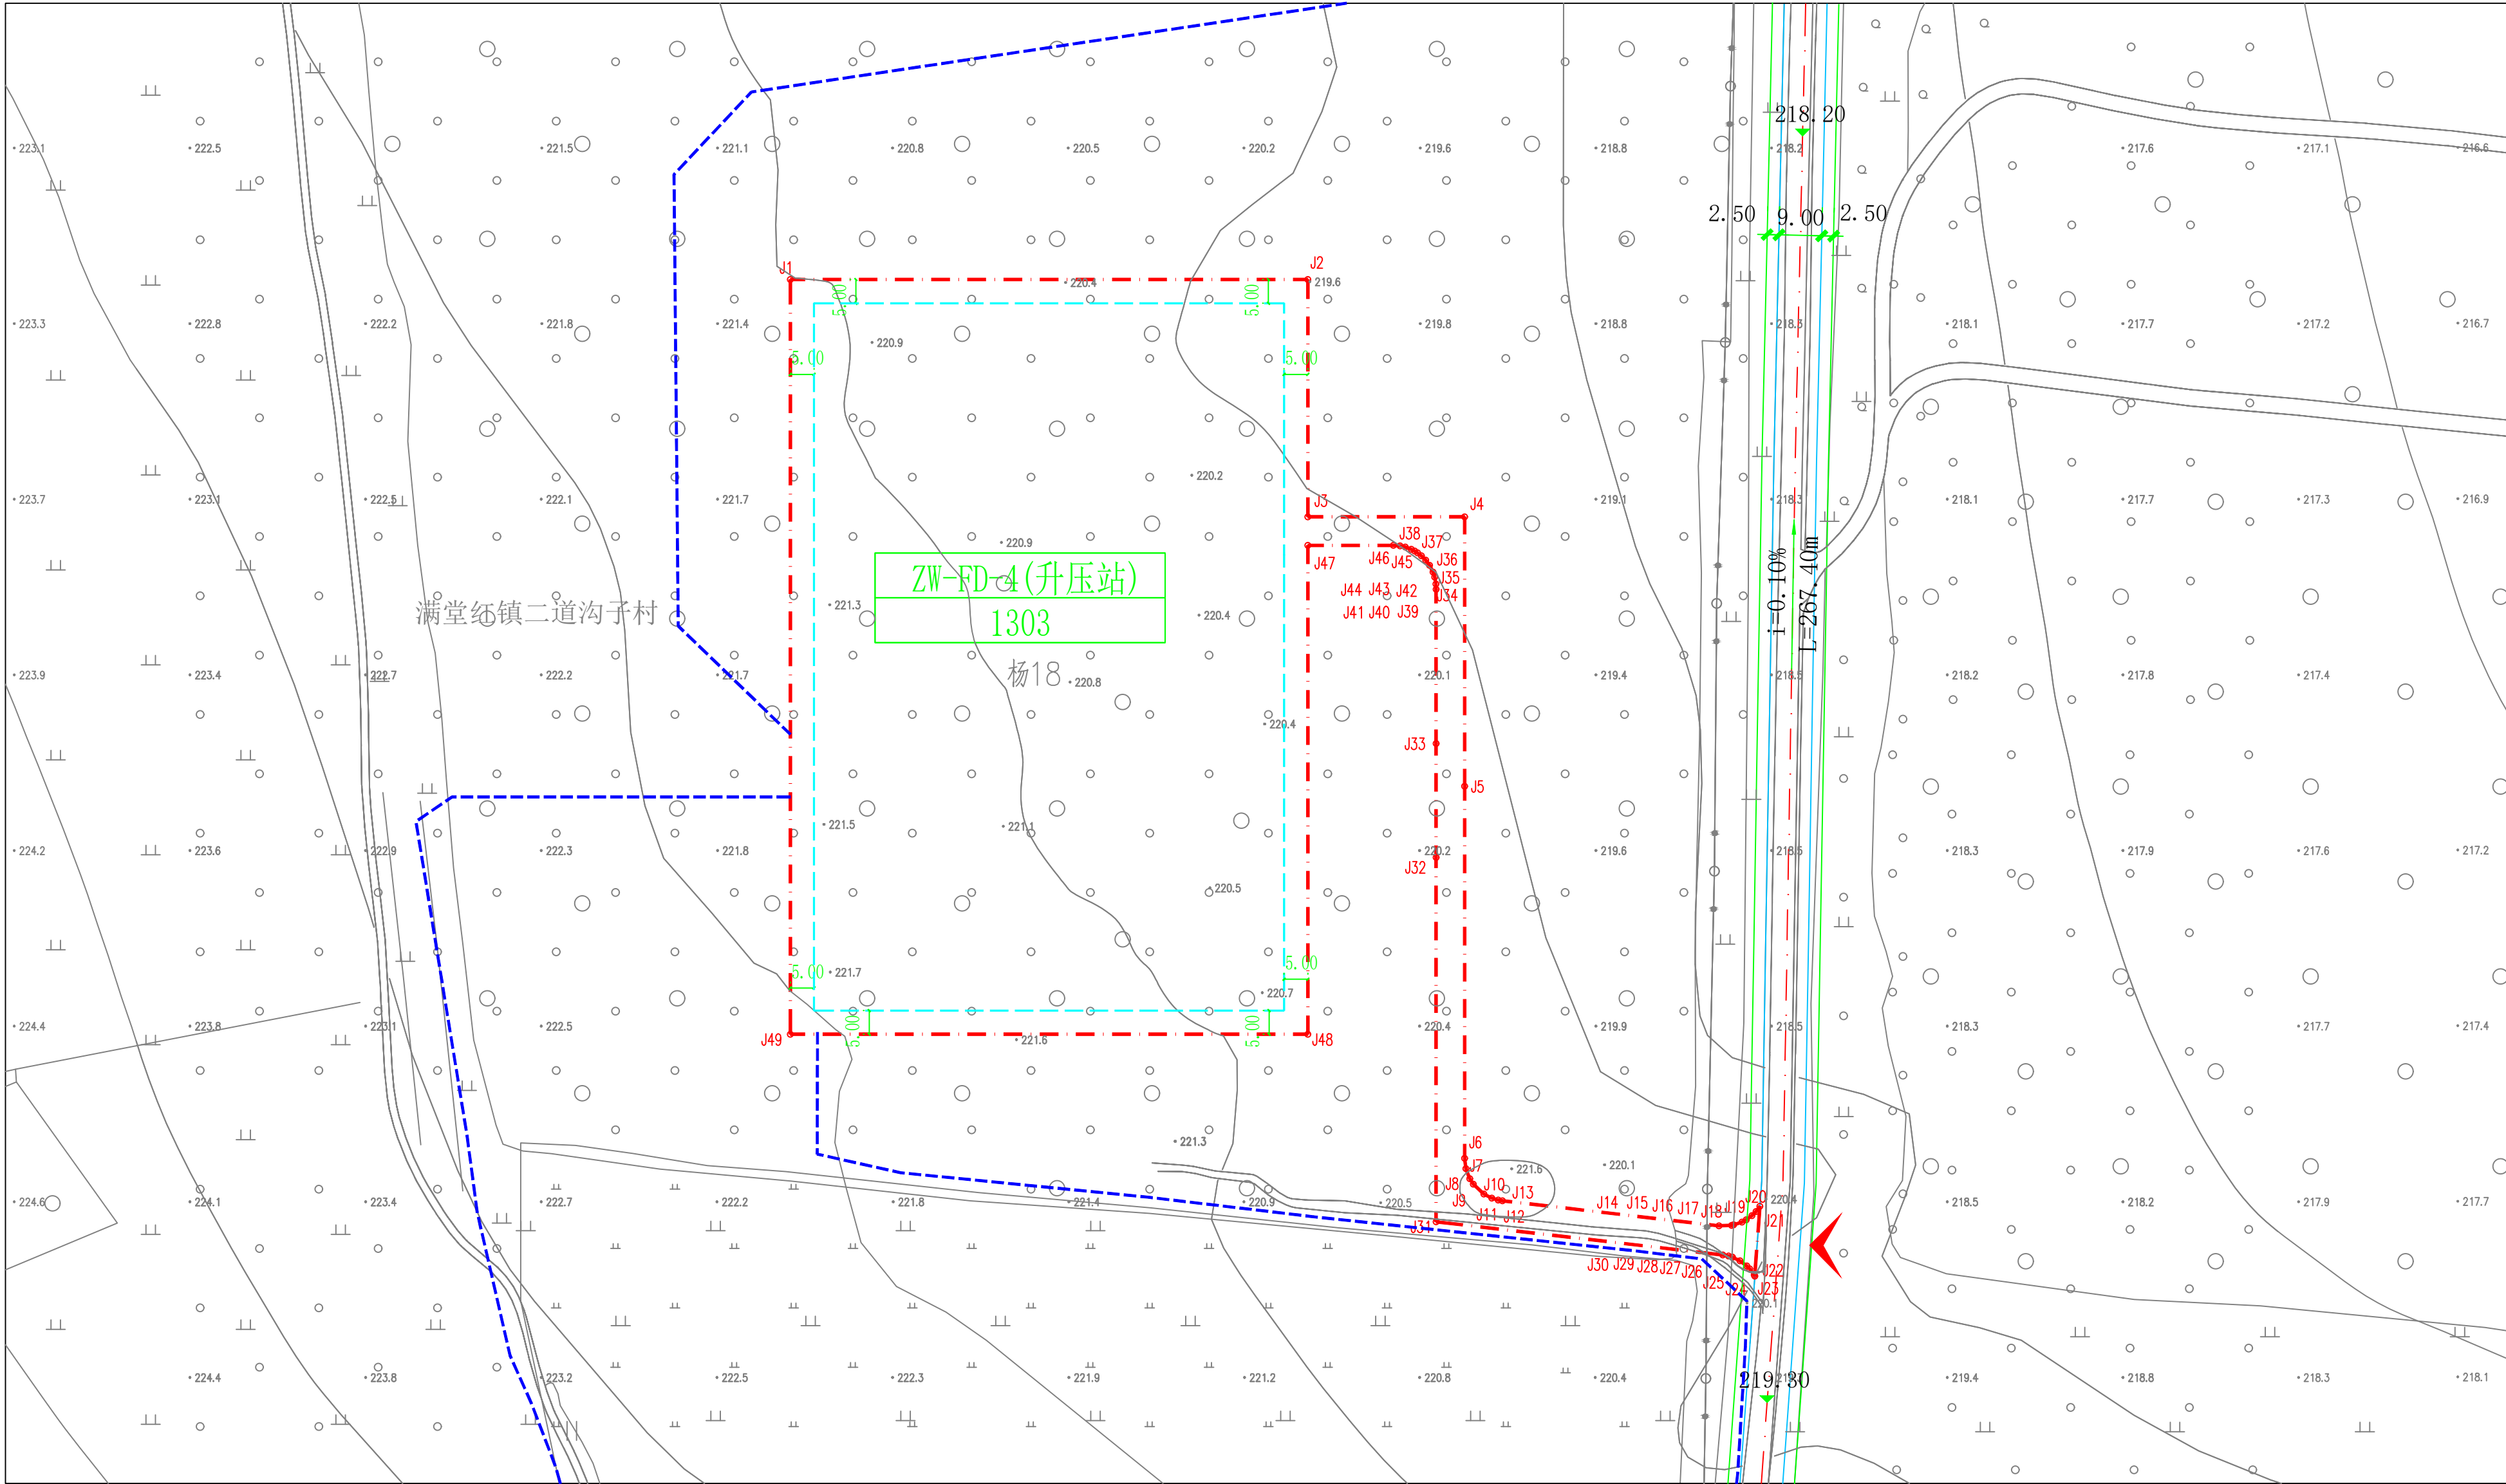 218.20
223.1 222.5 221.5 221.1 220.8 220.5 220.2 219.6 218.8 218.2 217.6 217.1 216.6
2.50 9.00 2.50
J1 J2
220.4 219.6
5.00 5.00
223.3 222.8 222.2 221.8 221.4 219.8 218.8 218.3 218.1 217.7 217.2 216.7
220.9
5.00 5.00
220.2
223.7 223.1 222.5 222.1 221.7 219.1 218.3 218.1 217.7 217.3 216.9
J3 J4
J38 J37
220.9
J47 J46 J45 J36
ZW-FD-4(升压站)
J35
J44 J43 J42 J34
i=0.10%
L=267.40m
221.3
1303
J41 J40 J39
满堂红镇二道沟子村
220.4
杨18
220.8
223.9 223.4 222.7 222.2 221.7 220.1 219.4 218.5 218.2 217.8 217.4
220.4
J33
J5
221.5 221.1
224.2 223.6 222.9 222.3 221.8 220.2 219.6 218.5 218.3 217.9 217.6 217.2
J32
220.5
5.00 221.7 5.00
220.7
224.4 223.8 223.1 222.5 220.4 219.9 218.5 218.3 217.7 217.4
5.00 5.00
J49 221.6 J48
221.3
J6
J7 221.6 220.1
J8 J10
J13
224.6 224.1 223.4 222.7 222.2 221.8 221.4 220.9 220.5 220.4 218.5 218.2 217.9 217.7
J9 J14 J15 J16 J17 J20
J11 J12 J18 J19 J21
J31
J30 J29 J28 J27 J26 J22
J25 J24 J23
220.1
224.4 223.8 223.2 222.5 222.3 221.9 221.2 220.8 220.4 219.4 218.8 218.3 218.1
219.30